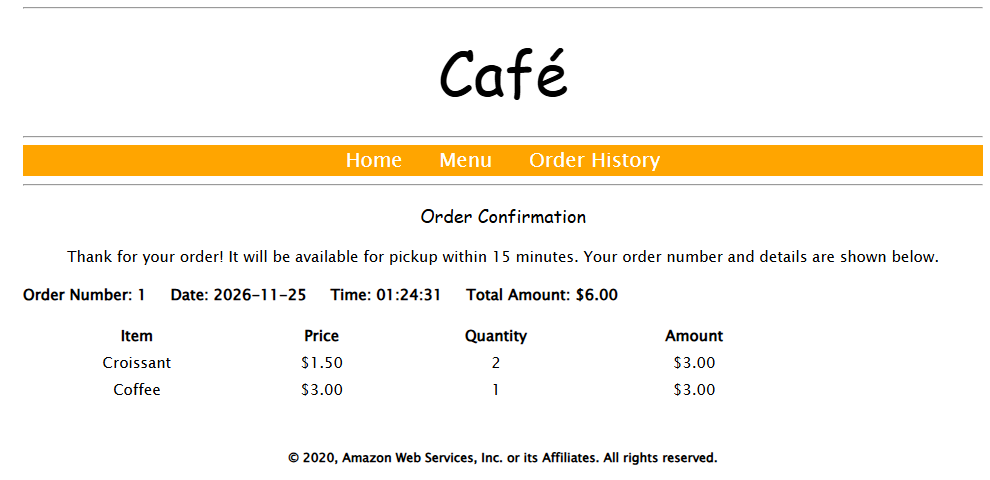 Café
Home Menu Order History
Order Confirmation
Thank for your order! It will be available for pickup within 15 minutes. Your order number and details are shown below.
Order Number: 1 Date: 2026-11-25 Time: 01:24:31 Total Amount: $6.00
Item Price Quantity Amount
Croissant $1.50 2 $3.00
Coffee $3.00 1 $3.00
© 2020, Amazon Web Services, Inc. or its Affiliates. All rights reserved.